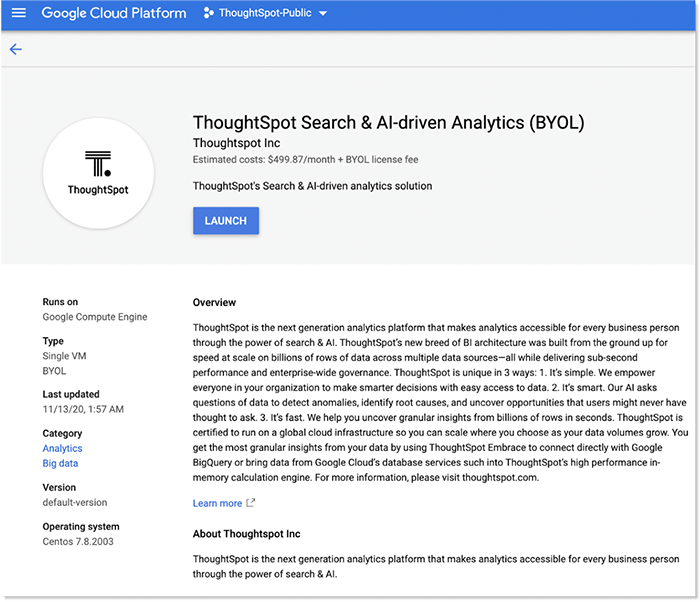 Google Cloud Platform
ThoughtSpot-Public
ThoughtSpot Search & AI-driven Analytics (BYOL)
Thoughtspot Inc
Estimated costs: $499.87/month + BYOL license fee
ThoughtSpot's Search & AI-driven analytics solution
T.
ThoughtSpot
LAUNCH
Runs on
Google Compute Engine
Type
Single VM
BYOL
Last updated
11/13/20, 1:57 AM
Category
Analytics
Big data
Version
default-version
Operating system
Centos 7.8.2003
Overview
ThoughtSpot is the next generation analytics platform that makes analytics accessible for every business person
through the power of search & AI. ThoughtSpot's new breed of BI architecture was built from the ground up for
speed at scale on billions of rows of data across multiple data sources—all while delivering sub-second
performance and enterprise-wide governance. ThoughtSpot is unique in 3 ways: 1. It's simple. We empower
everyone in your organization to make smarter decisions with easy access to data. 2. It's smart. Our AI asks
questions of data to detect anomalies, identify root causes, and uncover opportunities that users might never have
thought to ask. 3. It's fast. We help you uncover granular insights from billions of rows in seconds. ThoughtSpot is
certified to run on a global cloud infrastructure so you can scale where you choose as your data volumes grow. You
get the most granular insights from your data by using ThoughtSpot Embrace to connect directly with Google
BigQuery or bring data from Google Cloud's database services such into ThoughtSpot's high performance in-
memory calculation engine. For more information, please visit thoughtspot.com.
Learn more
About Thoughtspot Inc
ThoughtSpot is the next generation analytics platform that makes analytics accessible for every business person
through the power of search & AI.